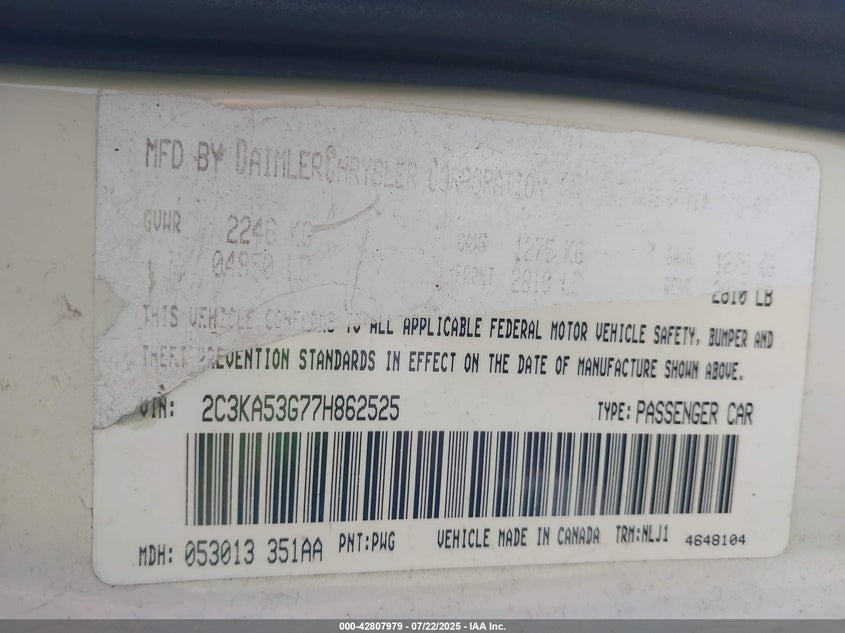 MFD BY DAIMLERCHRYSLER CORPORATION
GVWR 2246 KG GAWR 1275 KG GAWR 1275 KG
04950 LB FRONT 2810 LB REAR 2810 LB
THIS VEHICLE CONFORMS TO ALL APPLICABLE FEDERAL MOTOR VEHICLE SAFETY, BUMPER AND
THEFT PREVENTION STANDARDS IN EFFECT ON THE DATE OF MANUFACTURE SHOWN ABOVE.
VIN: 2C3KA53G77H862525 TYPE: PASSENGER CAR
MDH: 053013 351AA PNT:PWG VEHICLE MADE IN CANADA TRM:NLJ1 4648104
000-42807979 / 07/22/2025 - IAA Inc.